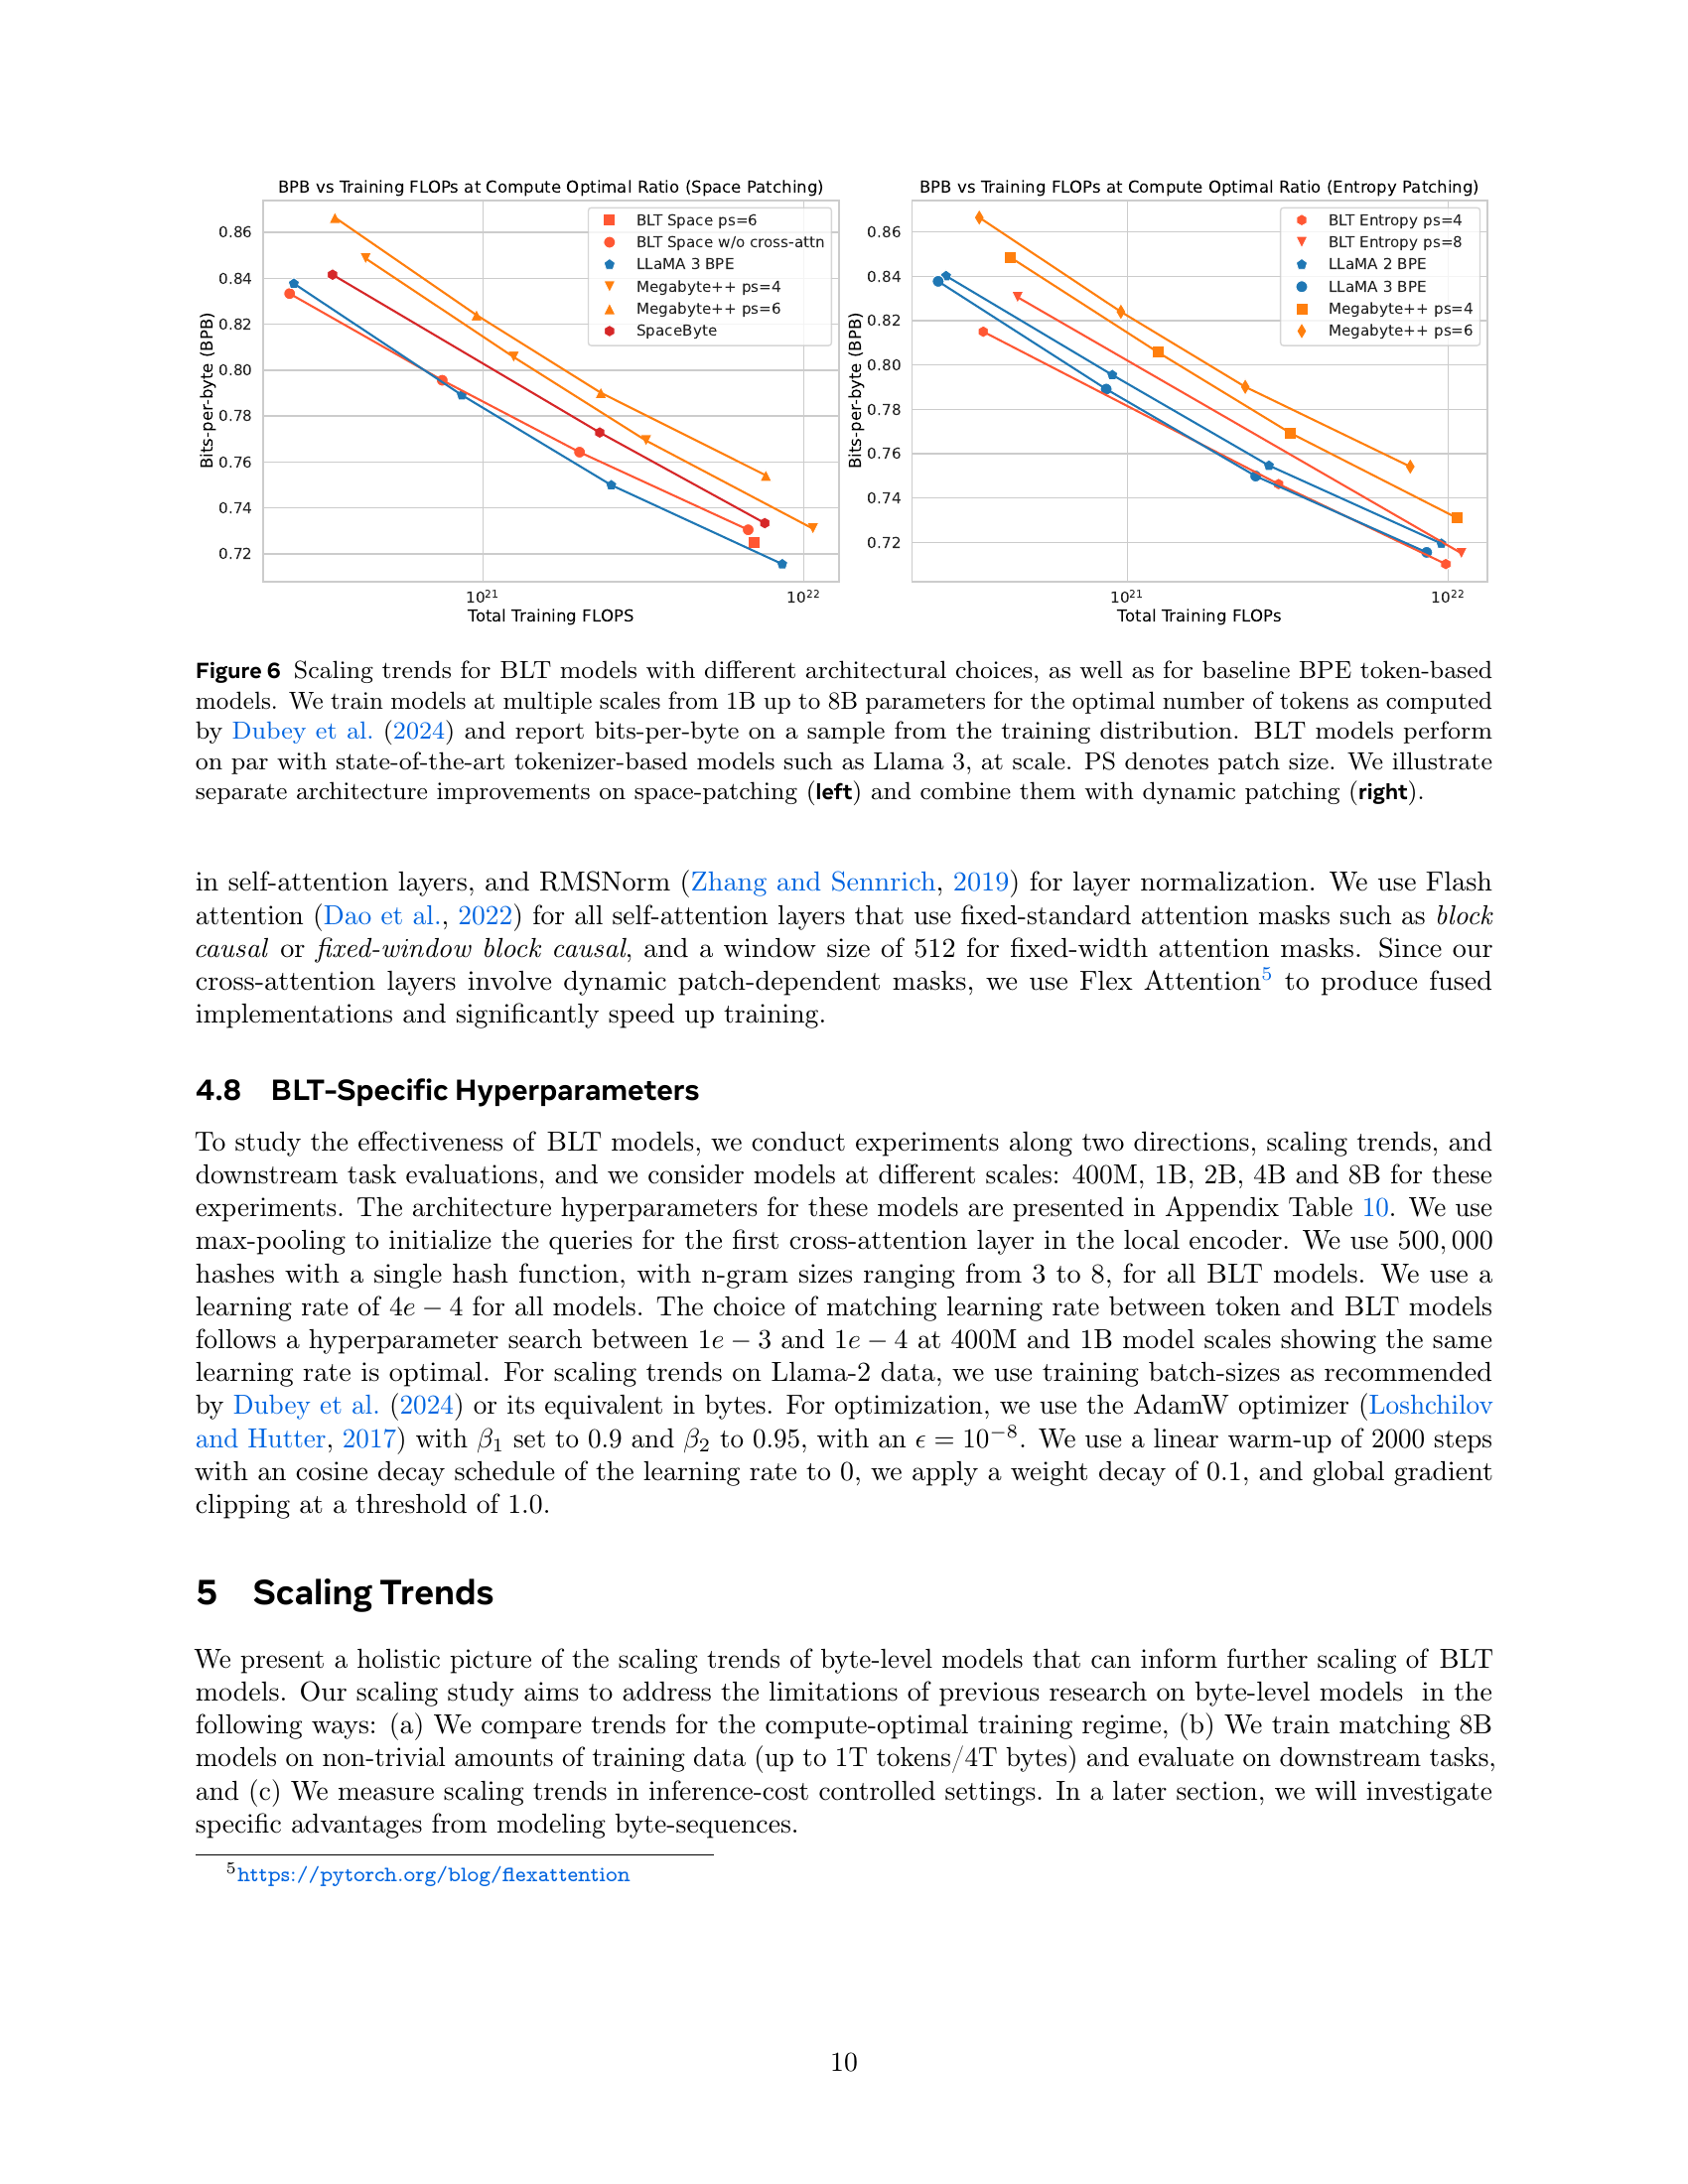 BPB vs Training FLOPs at Compute Optimal Ratio (Space Patching)
0.86
0.84
0.82
0.80
0.78
0.76
0.74
0.72
Bits-per-byte (BPB)
BLT Space ps=6
BLT Space w/o cross-attn
LLaMA 3 BPE
Megabyte++ ps=4
Megabyte++ ps=6
SpaceByte
10²¹
10²²
Total Training FLOPS
BPB vs Training FLOPs at Compute Optimal Ratio (Entropy Patching)
0.86
0.84
0.82
0.80
0.78
0.76
0.74
0.72
Bits-per-byte (BPB)
BLT Entropy ps=4
BLT Entropy ps=8
LLaMA 2 BPE
LLaMA 3 BPE
Megabyte++ ps=4
Megabyte++ ps=6
10²¹
10²²
Total Training FLOPs
Figure 6 Scaling trends for BLT models with different architectural choices, as well as for baseline BPE token-based
models. We train models at multiple scales from 1B up to 8B parameters for the optimal number of tokens as computed
by Dubey et al. (2024) and report bits-per-byte on a sample from the training distribution. BLT models perform
on par with state-of-the-art tokenizer-based models such as Llama 3, at scale. PS denotes patch size. We illustrate
separate architecture improvements on space-patching (left) and combine them with dynamic patching (right).
in self-attention layers, and RMSNorm (Zhang and Sennrich, 2019) for layer normalization. We use Flash
attention (Dao et al., 2022) for all self-attention layers that use fixed-standard attention masks such as block
causal or fixed-window block causal, and a window size of 512 for fixed-width attention masks. Since our
cross-attention layers involve dynamic patch-dependent masks, we use Flex Attention⁵ to produce fused
implementations and significantly speed up training.
4.8 BLT-Specific Hyperparameters
To study the effectiveness of BLT models, we conduct experiments along two directions, scaling trends, and
downstream task evaluations, and we consider models at different scales: 400M, 1B, 2B, 4B and 8B for these
experiments. The architecture hyperparameters for these models are presented in Appendix Table 10. We use
max-pooling to initialize the queries for the first cross-attention layer in the local encoder. We use 500,000
hashes with a single hash function, with n-gram sizes ranging from 3 to 8, for all BLT models. We use a
learning rate of 4e − 4 for all models. The choice of matching learning rate between token and BLT models
follows a hyperparameter search between 1e − 3 and 1e − 4 at 400M and 1B model scales showing the same
learning rate is optimal. For scaling trends on Llama-2 data, we use training batch-sizes as recommended
by Dubey et al. (2024) or its equivalent in bytes. For optimization, we use the AdamW optimizer (Loshchilov
and Hutter, 2017) with β₁ set to 0.9 and β₂ to 0.95, with an ϵ = 10⁻⁸. We use a linear warm-up of 2000 steps
with an cosine decay schedule of the learning rate to 0, we apply a weight decay of 0.1, and global gradient
clipping at a threshold of 1.0.
5 Scaling Trends
We present a holistic picture of the scaling trends of byte-level models that can inform further scaling of BLT
models. Our scaling study aims to address the limitations of previous research on byte-level models in the
following ways: (a) We compare trends for the compute-optimal training regime, (b) We train matching 8B
models on non-trivial amounts of training data (up to 1T tokens/4T bytes) and evaluate on downstream tasks,
and (c) We measure scaling trends in inference-cost controlled settings. In a later section, we will investigate
specific advantages from modeling byte-sequences.
⁵https://pytorch.org/blog/flexattention
10